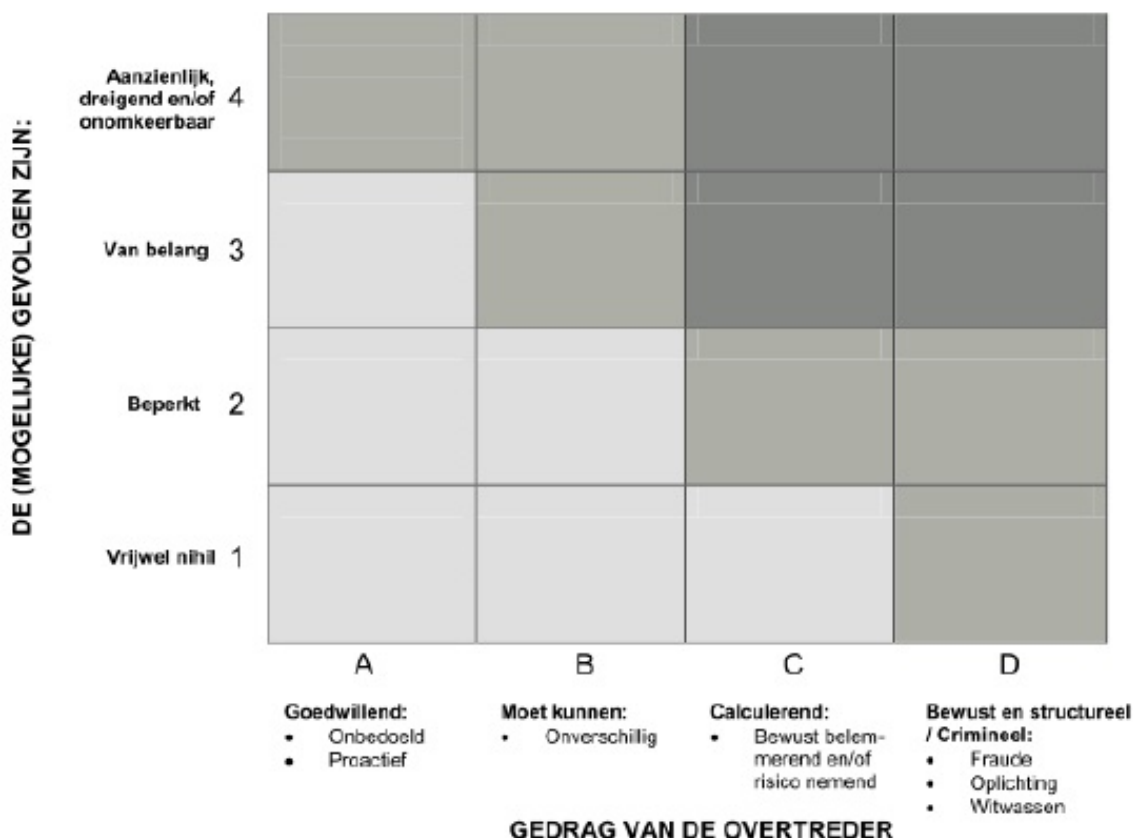 DE (MOGELIJKE) GEVOLGEN ZIJN:
Aanzienlijk,
dreigend en/of
onomkeerbaar
4
Van belang 3
Beperkt 2
Vrijwel nihil 1
A B C D
Goedwillend:
• Onbedoeld
• Proactief
Moet kunnen:
• Onverschillig
Calculerend:
• Bewust belem-
merend en/of
risico nemend
Bewust en structureel
/ Crimineel:
• Fraude
• Oplichting
• Witwassen
GEDRAG VAN DE OVERTREDER